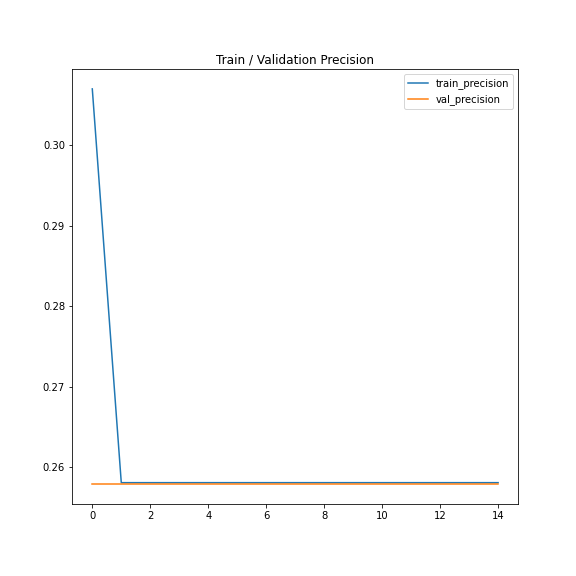 Train / Validation Precision
train_precision
val_precision
0.30
0.29
0.28
0.27
0.26
0 2 4 6 8 10 12 14